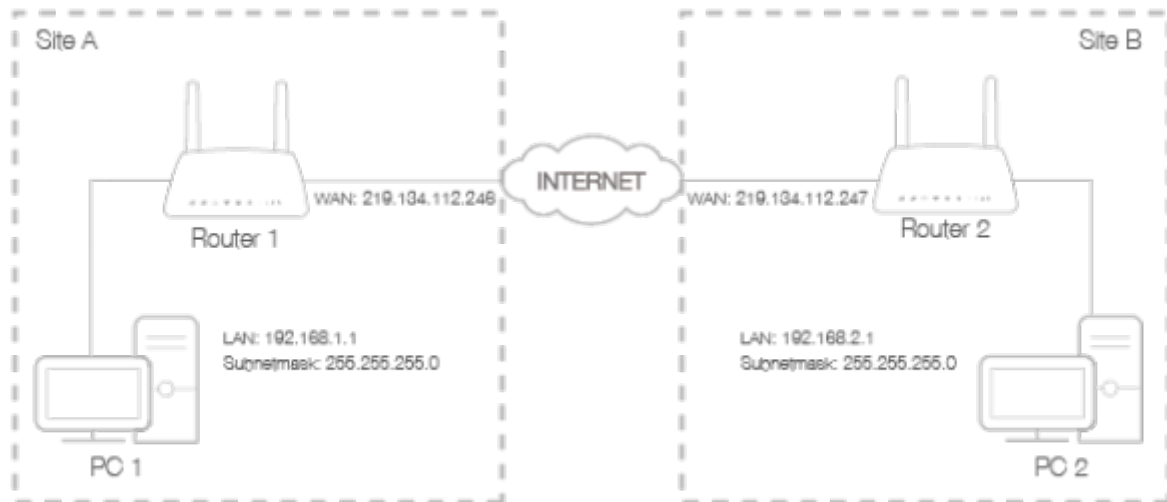 Site A
Site B
INTERNET
WAN: 219.134.112.246
WAN: 219.134.112.247
Router 1
Router 2
LAN: 192.168.1.1
Subnetmask: 255.255.255.0
LAN: 192.168.2.1
Subnetmask: 255.255.255.0
PC 1
PC 2